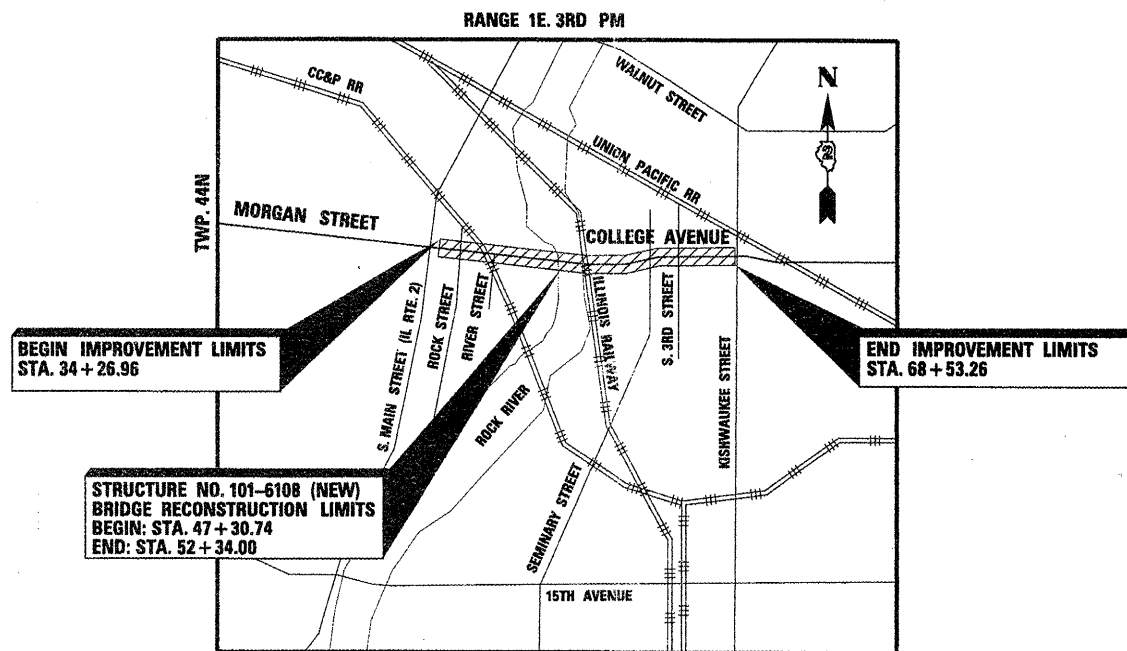 RANGE 1E. 3RD PM
TWP. 44N
CC&P RR
WALNUT STREET
N
UNION PACIFIC RR
MORGAN STREET
COLLEGE AVENUE
BEGIN IMPROVEMENT LIMITS
STA. 34+26.96
END IMPROVEMENT LIMITS
STA. 68+53.26
S. MAIN STREET (IL RTE. 2)
ROCK STREET
RIVER STREET
ROCK RIVER
ILLINOIS RAILWAY
S. 3RD STREET
KISHWAUKEE STREET
SEMINARY STREET
STRUCTURE NO. 101-6108 (NEW)
BRIDGE RECONSTRUCTION LIMITS
BEGIN: STA. 47+30.74
END: STA. 52+34.00
15TH AVENUE